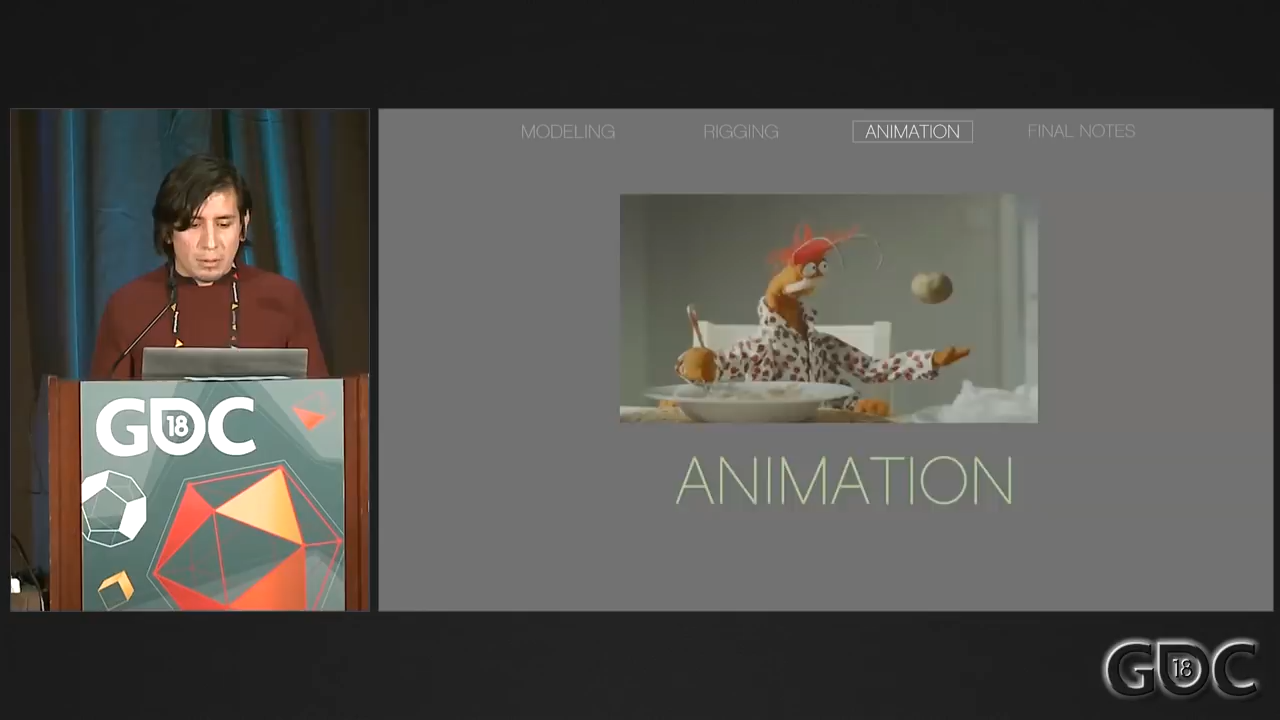 MODELING
RIGGING
ANIMATION
FINAL NOTES
GDC
18
ANIMATION
GDC
18